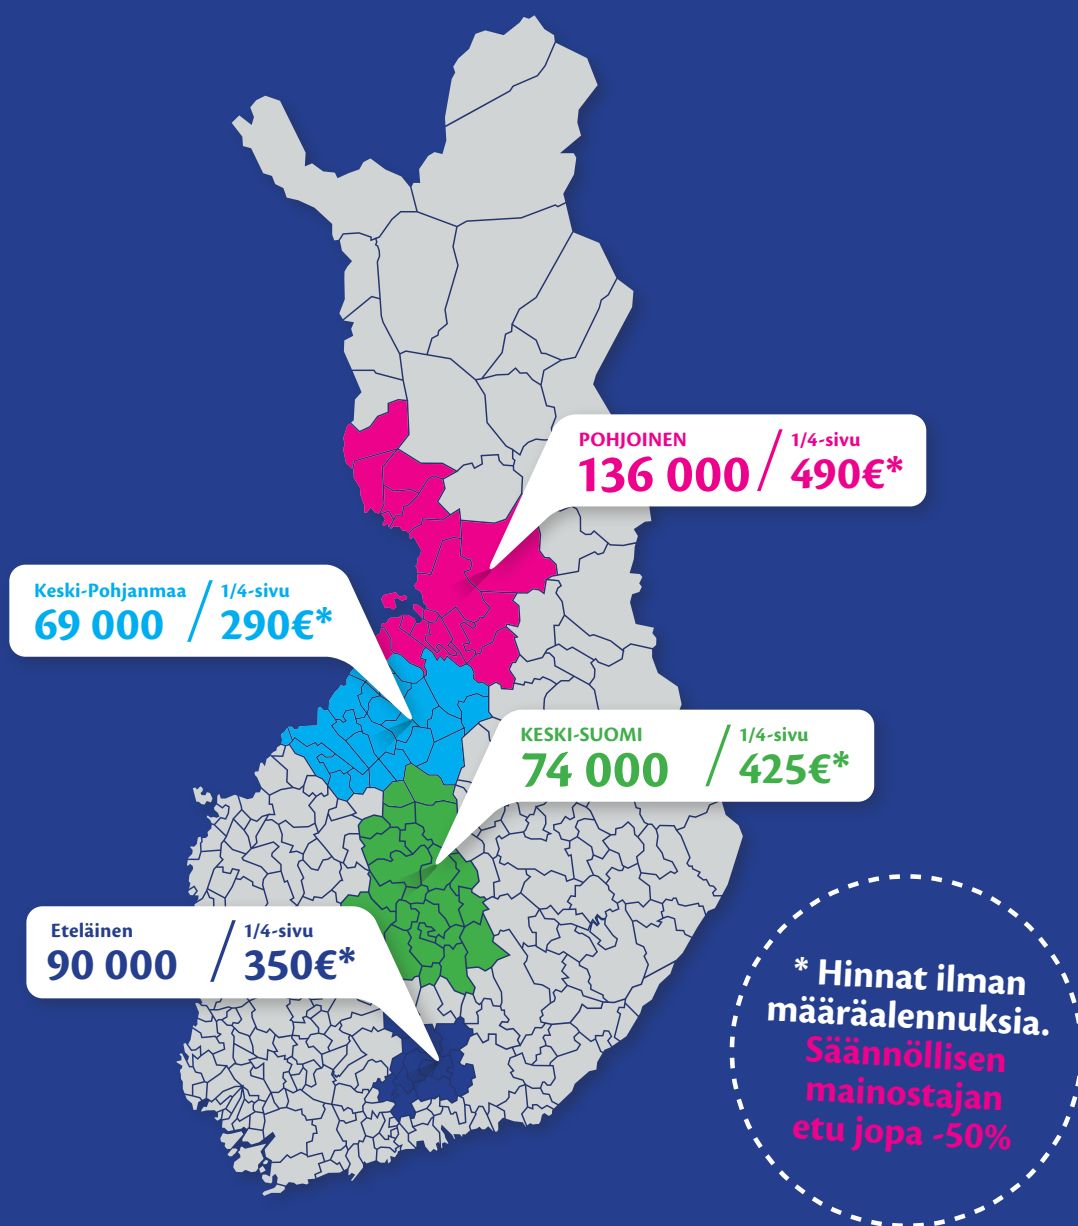 POHJOINEN
136 000
1/4-sivu
490€*
Keski-Pohjanmaa
69 000
1/4-sivu
290€*
KESKI-SUOMI
74 000
1/4-sivu
425€*
Eteläinen
90 000
1/4-sivu
350€*
* Hinnat ilman
määräalennuksia.
Säännöllisen
mainostajan
etu jopa -50%